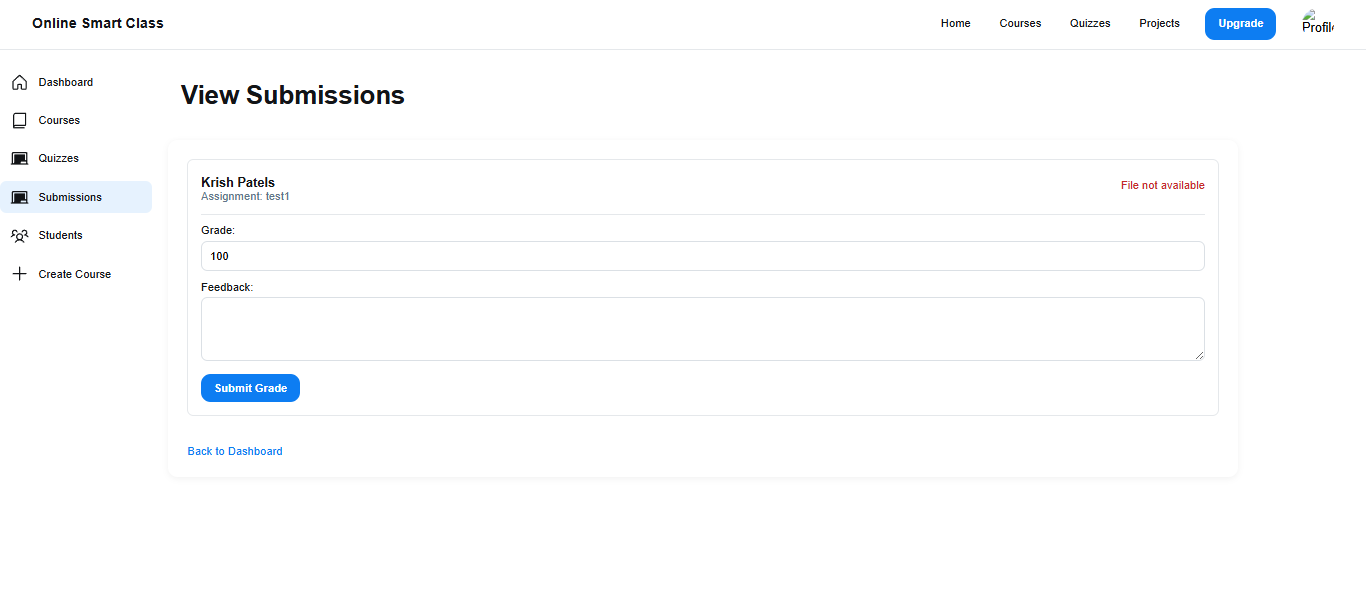 Online Smart Class
Home Courses Quizzes Projects Upgrade Profil
Dashboard
Courses
Quizzes
Submissions
Students
Create Course
View Submissions
Krish Patels
Assignment: test1
File not available
Grade:
100
Feedback:
Submit Grade
Back to Dashboard